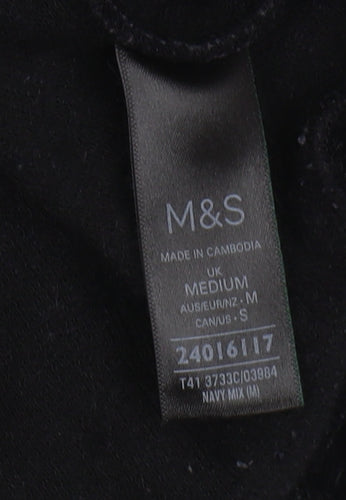 M&S
MADE IN CAMBODIA
UK
MEDIUM
AUS/EUR/NZ - M
CAN/US - S
24016117
T41 3733C/03984
NAVY MIX (M)